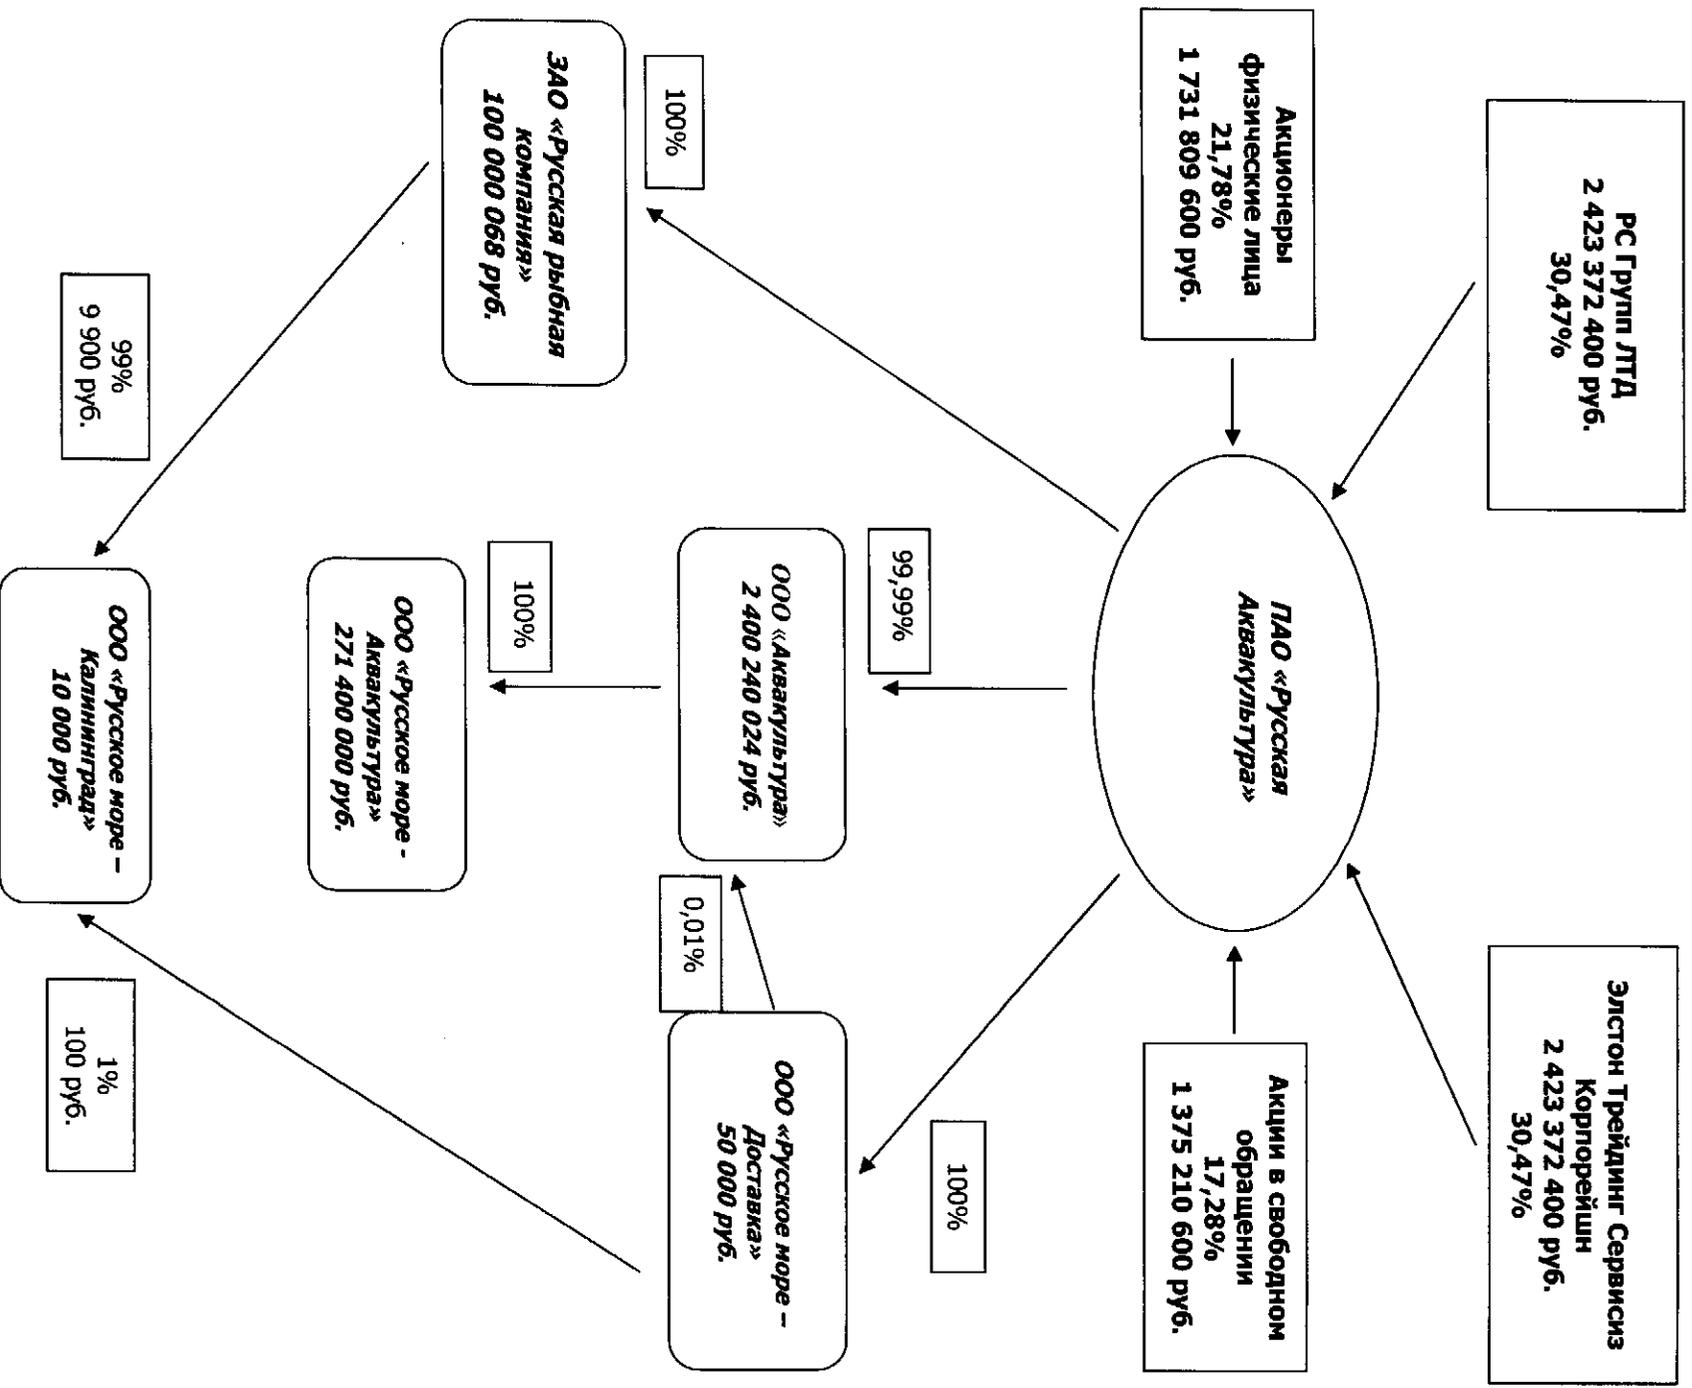 РС Групп ЛТД
2 423 372 400 руб.
30,47%
Элстон Трейдинг Сервисиз
Корпорейшн
2 423 372 400 руб.
30,47%
Акционеры
физические лица
21,78%
1 731 809 600 руб.
ПАО «Русская
Аквакультура»
Акции в свободном
обращении
17,28%
1 375 210 600 руб.
100%
99,99%
100%
ЗАО «Русская рыбная
компания»
100 000 068 руб.
ООО «Аквакультура»
2 400 240 024 руб.
0,01%
ООО «Русское море –
Доставка»
50 000 руб.
100%
ООО «Русское море -
Аквакультура»
271 400 000 руб.
99%
9 900 руб.
ООО «Русское море –
Калининград»
10 000 руб.
1%
100 руб.